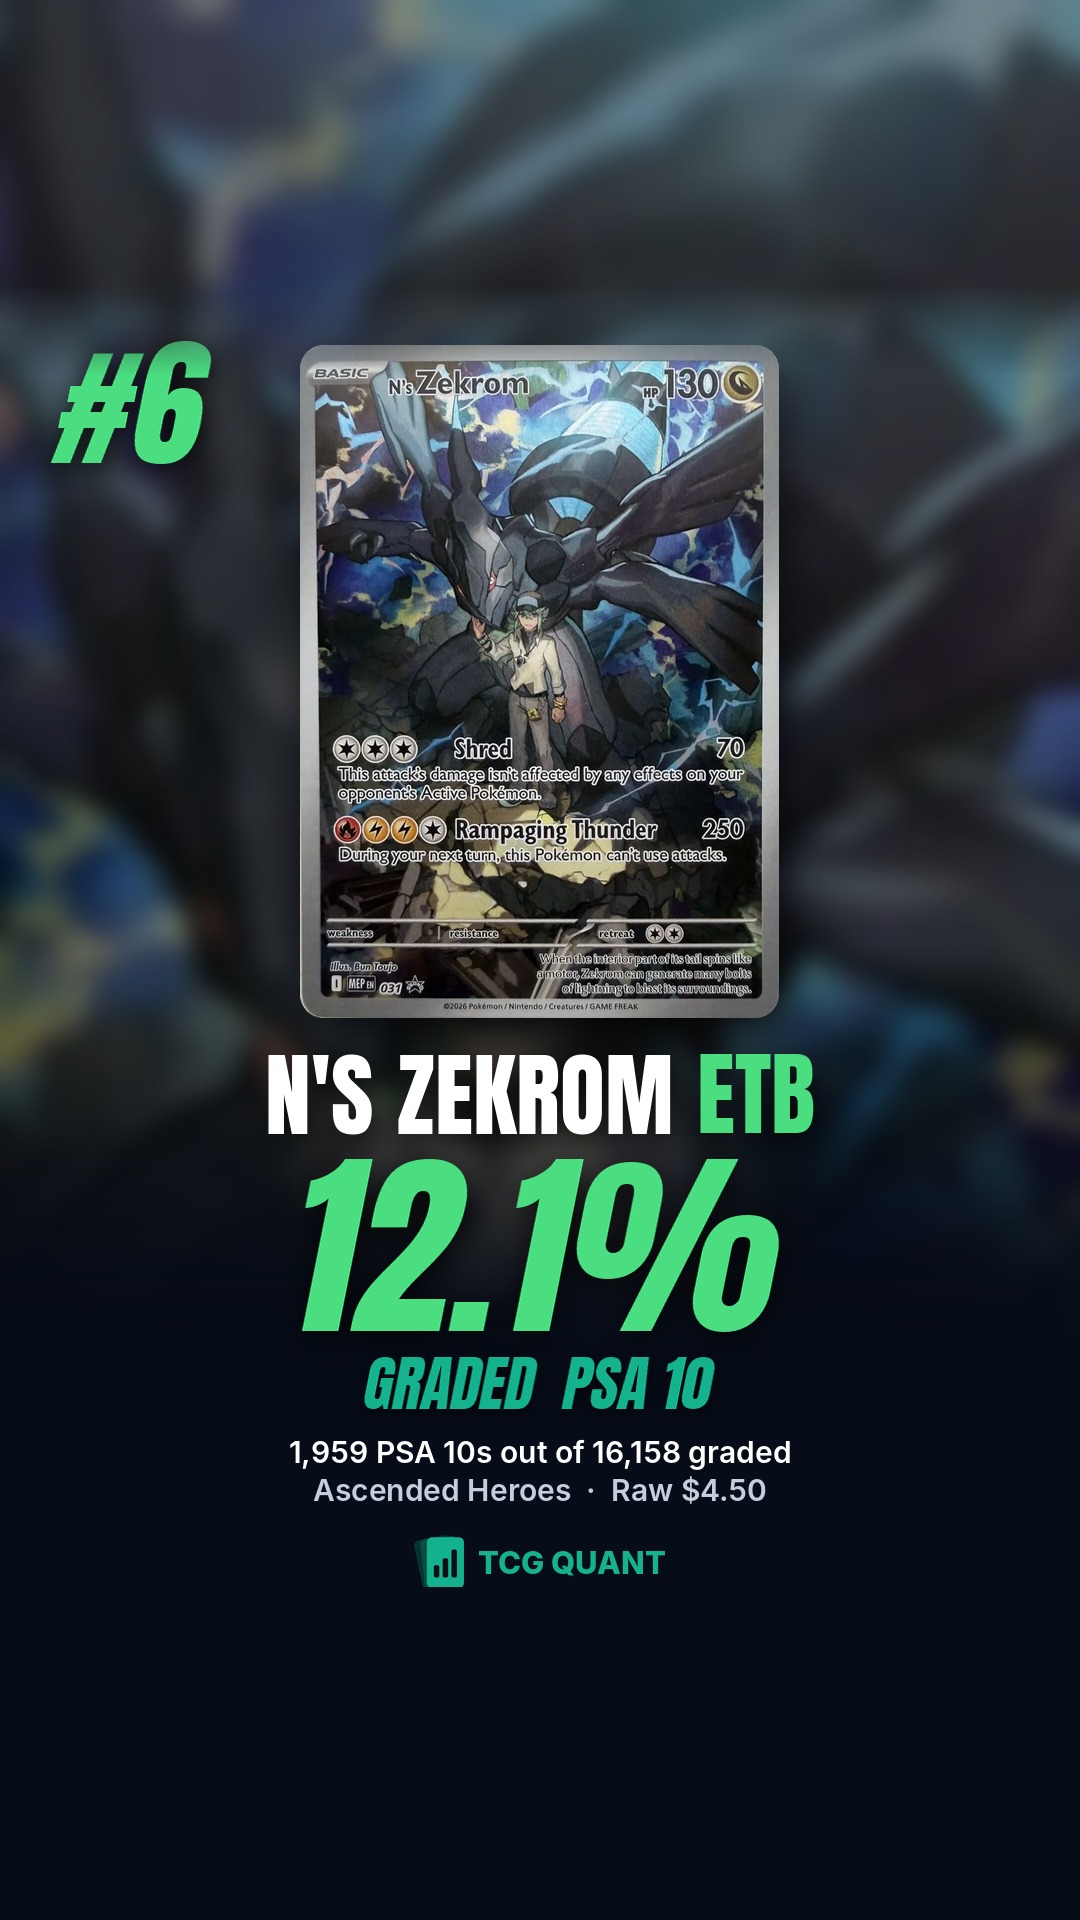 #6
BASIC
N's Zekrom
HP 130
Shred 70
This attack's damage isn't affected by any effects on your
opponent's Active Pokémon.
Rampaging Thunder 250
During your next turn, this Pokémon can't use attacks.
weakness resistance retreat
When the interior part of its tail spins like
a motor, Zekrom can generate many bolts
of lightning to blast its surroundings.
Illus. Bun Toujo
I MEP EN 031
©2026 Pokémon / Nintendo / Creatures / GAME FREAK
N'S ZEKROM ETB
12.1%
GRADED PSA 10
1,959 PSA 10s out of 16,158 graded
Ascended Heroes · Raw $4.50
TCG QUANT